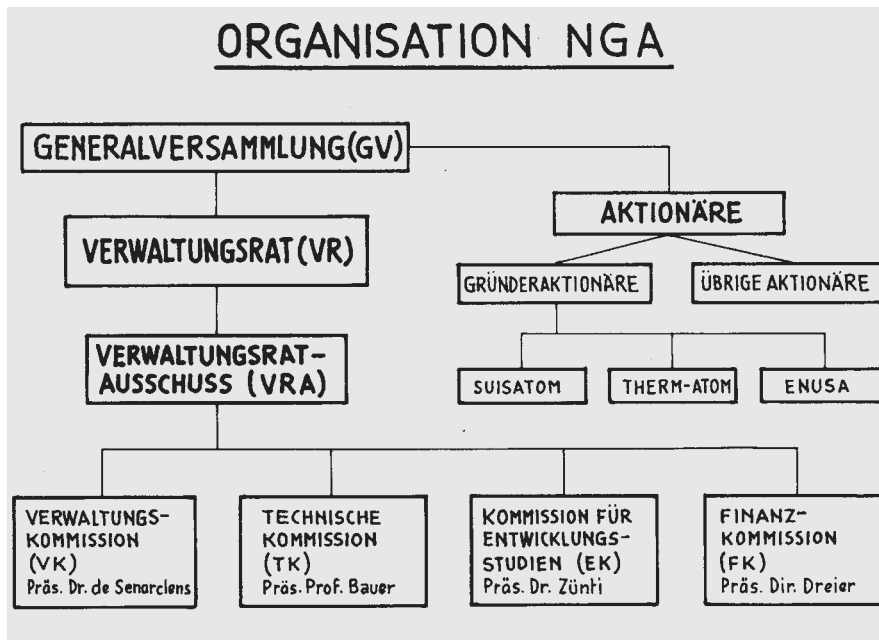 ORGANISATION NGA
GENERALVERSAMMLUNG(GV)
AKTIONÄRE
VERWALTUNGSRAT(VR)
GRÜNDERAKTIONÄRE
ÜBRIGE AKTIONÄRE
VERWALTUNGSRAT-
AUSSCHUSS (VRA)
SUISATOM
THERM-ATOM
ENUSA
VERWALTUNGS-
KOMMISSION
(VK)
Präs. Dr. de Senarclens
TECHNISCHE
KOMMISSION
(TK)
Präs. Prof. Bauer
KOMMISSION FÜR
ENTWICKLUNGS-
STUDIEN (EK)
Präs. Dr. Zünti
FINANZ-
KOMMISSION
(FK)
Präs. Dir. Dreier